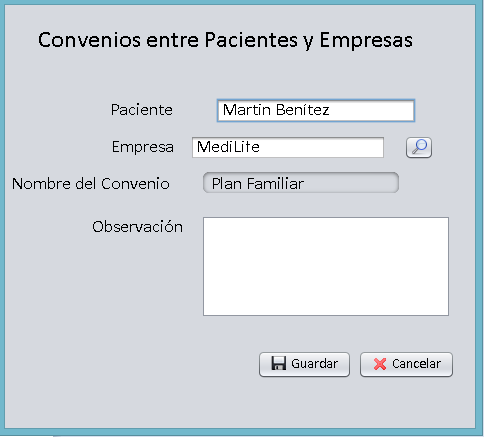 Convenios entre Pacientes y Empresas
Paciente Martin Benítez
Empresa MediLite
Nombre del Convenio Plan Familiar
Observación
Guardar Cancelar